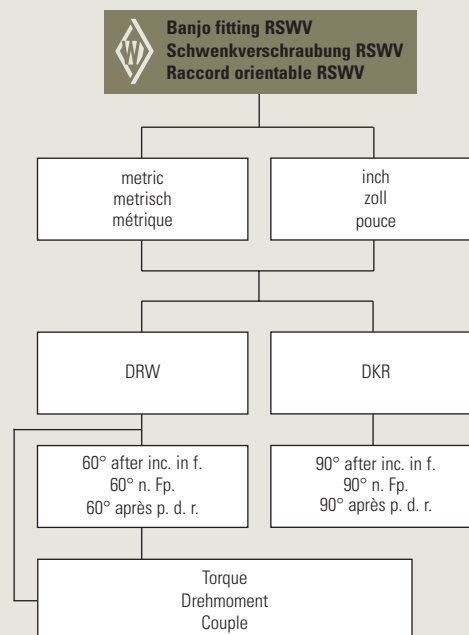 W
Banjo fitting RSWV
Schwenkverschraubung RSWV
Raccord orientable RSWV
metric
metrisch
métrique
inch
zoll
pouce
DRW
DKR
60° after inc. in f.
60° n. Fp.
60° après p. d. r.
90° after inc. in f.
90° n. Fp.
90° après p. d. r.
Torque
Drehmoment
Couple